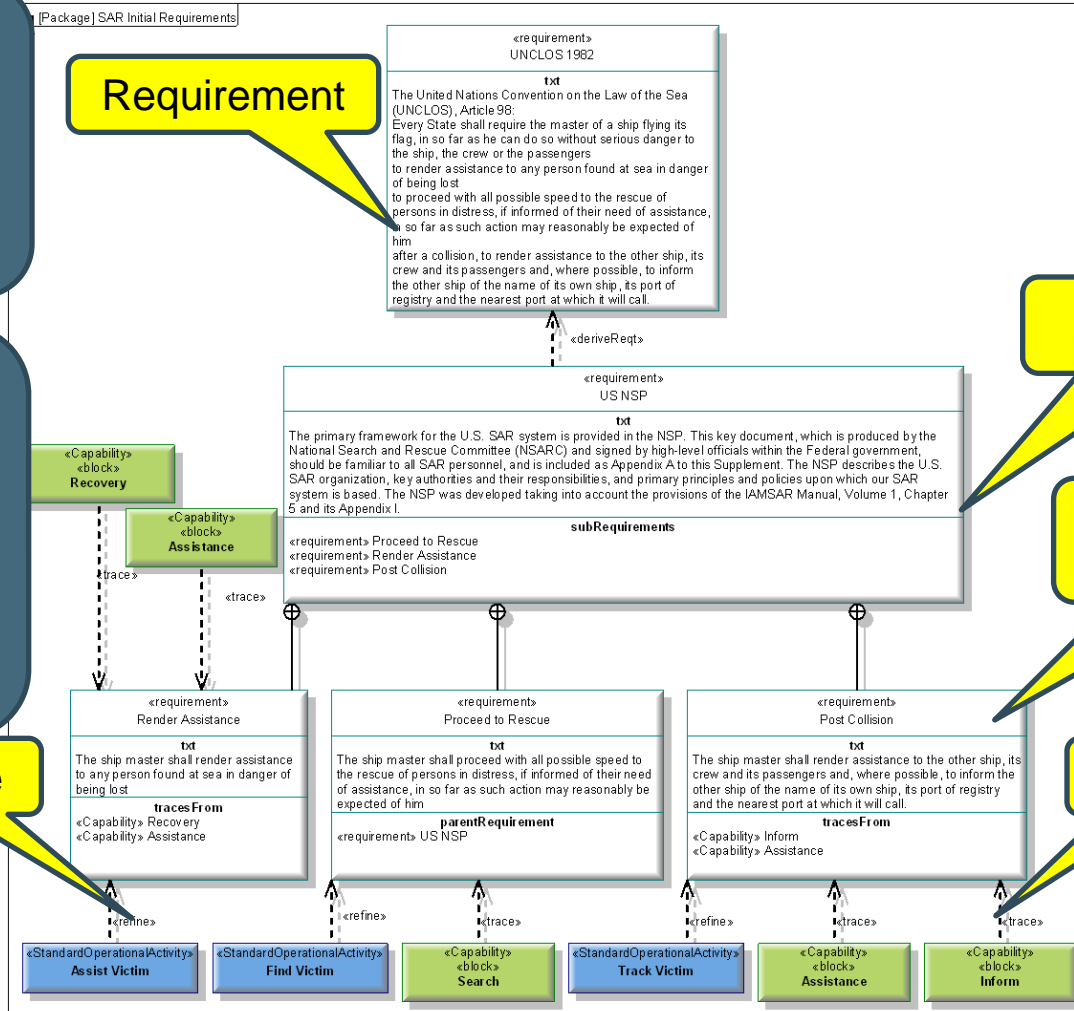 [Package] SAR Initial Requirements
Requirement
«requirement»
UNCLOS 1982
txt
The United Nations Convention on the Law of the Sea
(UNCLOS), Article 98:
Every State shall require the master of a ship flying its
flag, in so far as he can do so without serious danger to
the ship, the crew or the passengers
to render assistance to any person found at sea in danger
of being lost
to proceed with all possible speed to the rescue of
persons in distress, if informed of their need of assistance,
so far as such action may reasonably be expected of
him
after a collision, to render assistance to the other ship, its
crew and its passengers and, where possible, to inform
the other ship of the name of its own ship, its port of
registry and the nearest port at which it will call.
«deriveReqt»
«requirement»
US NSP
txt
The primary framework for the U.S. SAR system is provided in the NSP. This key document, which is produced by the
National Search and Rescue Committee (NSARC) and signed by high-level officials within the Federal government,
should be familiar to all SAR personnel, and is included as Appendix A to this Supplement. The NSP describes the U.S.
SAR organization, key authorities and their responsibilities, and primary principles and policies upon which our SAR
system is based. The NSP was developed taking into account the provisions of the IAMSAR Manual, Volume 1, Chapter
5 and its Appendix I.
subRequirements
«requirement» Proceed to Rescue
«requirement» Render Assistance
«requirement» Post Collision
«Capability»
«block»
Recovery
«Capability»
«block»
Assistance
«trace»
«trace»
«requirement»
Render Assistance
txt
The ship master shall render assistance
to any person found at sea in danger of
being lost
tracesFrom
«Capability» Recovery
«Capability» Assistance
«requirement»
Proceed to Rescue
txt
The ship master shall proceed with all possible speed to
the rescue of persons in distress, if informed of their need
of assistance, in so far as such action may reasonably be
expected of him
parentRequirement
«requirement» US NSP
«requirement»
Post Collision
txt
The ship master shall render assistance to the other ship, its
crew and its passengers and, where possible, to inform the
other ship of the name of its own ship, its port of registry
and the nearest port at which it will call.
tracesFrom
«Capability» Inform
«Capability» Assistance
«refine»
«refine»
«trace»
«refine»
«trace»
«trace»
«StandardOperationalActivity»
Assist Victim
«StandardOperationalActivity»
Find Victim
«Capability»
«block»
Search
«StandardOperationalActivity»
Track Victim
«Capability»
«block»
Assistance
«Capability»
«block»
Inform